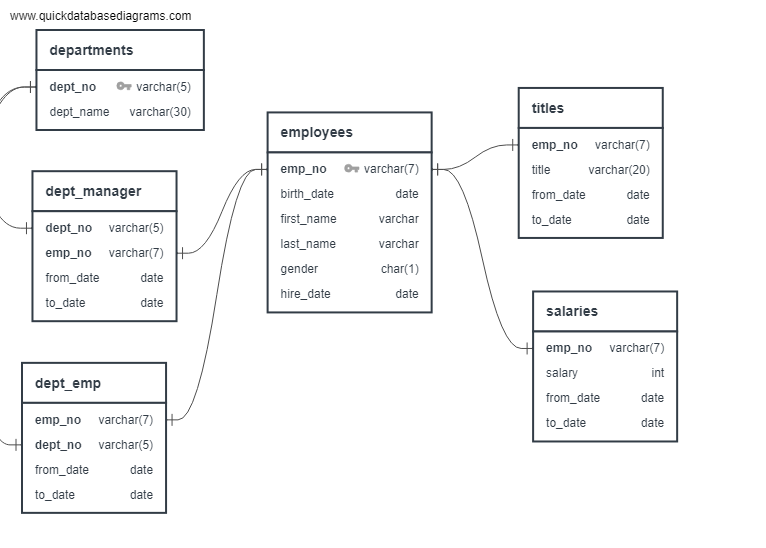 www.quickdatabasediagrams.com
departments
dept_no varchar(5)
dept_name varchar(30)
dept_manager
dept_no varchar(5)
emp_no varchar(7)
from_date date
to_date date
dept_emp
emp_no varchar(7)
dept_no varchar(5)
from_date date
to_date date
employees
emp_no varchar(7)
birth_date date
first_name varchar
last_name varchar
gender char(1)
hire_date date
titles
emp_no varchar(7)
title varchar(20)
from_date date
to_date date
salaries
emp_no varchar(7)
salary int
from_date date
to_date date